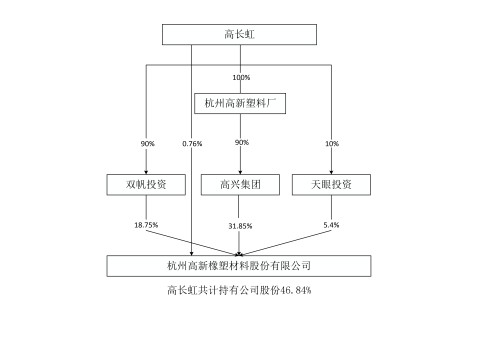 高长虹
100%
杭州高新塑料厂
90%
0.76%
90%
10%
双帆投资
高兴集团
天眼投资
18.75%
31.85%
5.4%
杭州高新橡塑材料股份有限公司
高长虹共计持有公司股份46.84%